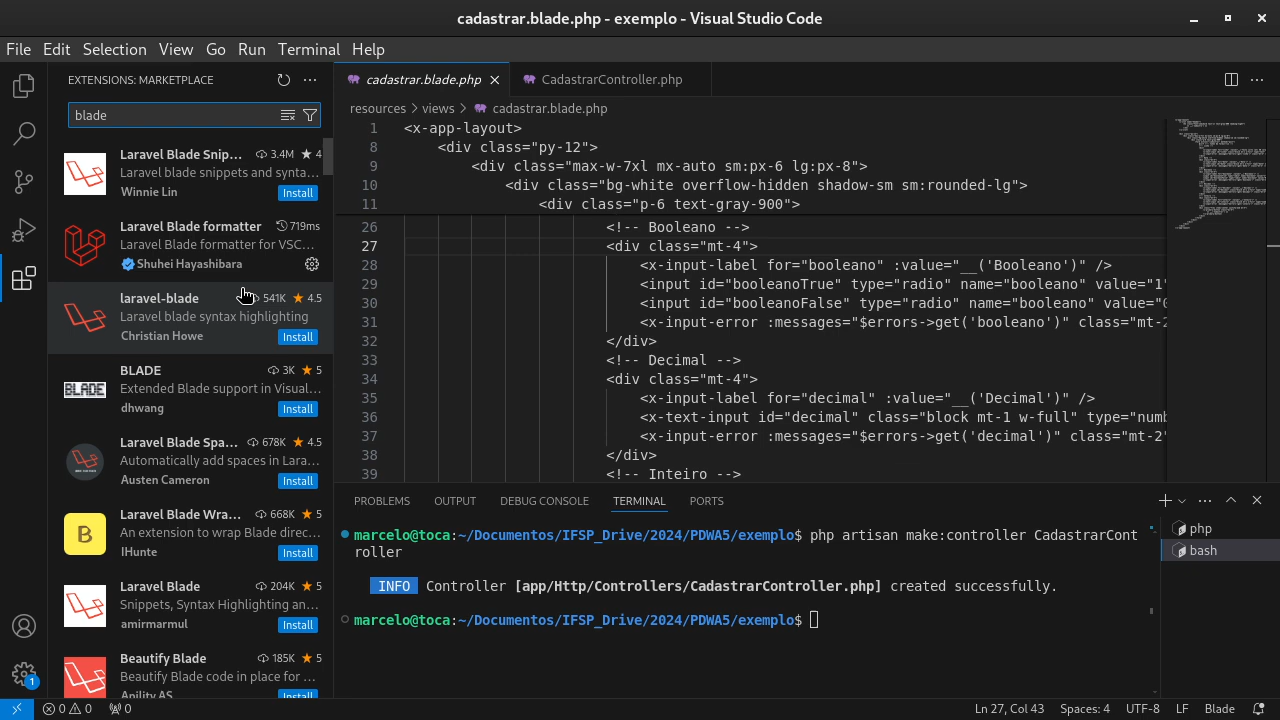 cadastrar.blade.php - exemplo - Visual Studio Code
File Edit Selection View Go Run Terminal Help
EXTENSIONS: MARKETPLACE
blade
Laravel Blade Snip... 3.4M 4
Laravel blade snippets and synta...
Winnie Lin Install
Laravel Blade formatter 719ms
Laravel Blade formatter for VSC...
Shuhei Hayashibara
laravel-blade 541K 4.5
Laravel blade syntax highlighting
Christian Howe Install
BLADE
BLADE 3K 5
Extended Blade support in Visual...
dhwang Install
Laravel Blade Spa... 678K 4.5
Automatically add spaces in Lara...
Austen Cameron Install
B
Laravel Blade Wra... 668K 5
An extension to wrap Blade direc...
IHunte Install
Laravel Blade 204K 5
Snippets, Syntax Highlighting an...
amirmarmul Install
Beautify Blade 185K 5
Beautify Blade code in place for ...
Anility AS Install
1
cadastrar.blade.php CadastrarController.php
resources > views > cadastrar.blade.php
1 <x-app-layout>
8 <div class="py-12">
9 <div class="max-w-7xl mx-auto sm:px-6 lg:px-8">
10 <div class="bg-white overflow-hidden shadow-sm sm:rounded-lg">
11 <div class="p-6 text-gray-900">
26 <!-- Booleano -->
27 <div class="mt-4">
28 <x-input-label for="booleano" :value="__('Booleano')" />
29 <input id="booleanoTrue" type="radio" name="booleano" value="1"
30 <input id="booleanoFalse" type="radio" name="booleano" value="0
31 <x-input-error :messages="$errors->get('booleano')" class="mt-2
32 </div>
33 <!-- Decimal -->
34 <div class="mt-4">
35 <x-input-label for="decimal" :value="__('Decimal')" />
36 <x-text-input id="decimal" class="block mt-1 w-full" type="numb
37 <x-input-error :messages="$errors->get('decimal')" class="mt-2"
38 </div>
39 <!-- Inteiro -->
PROBLEMS OUTPUT DEBUG CONSOLE TERMINAL PORTS
marcelo@toca:~/Documentos/IFSP_Drive/2024/PDWA5/exemplo$ php artisan make:controller CadastrarCont
roller
INFO Controller [app/Http/Controllers/CadastrarController.php] created successfully.
marcelo@toca:~/Documentos/IFSP_Drive/2024/PDWA5/exemplo$
php
bash
0 0 0 Ln 27, Col 43 Spaces: 4 UTF-8 LF Blade